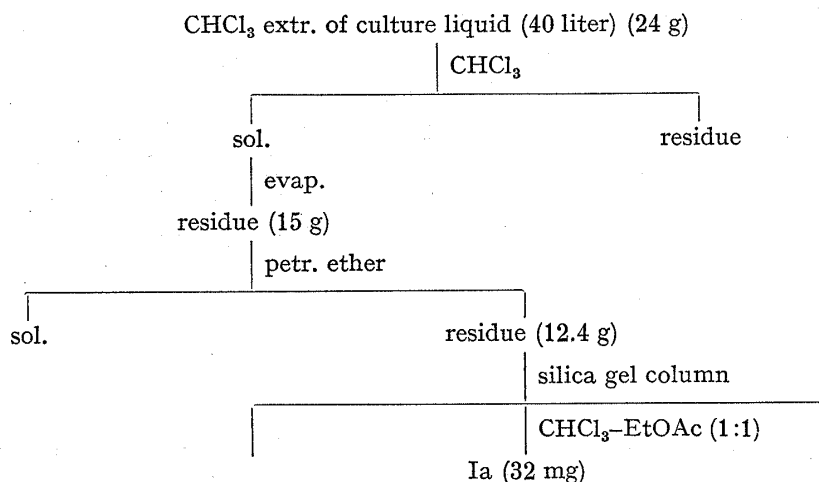 CHCl₃ extr. of culture liquid (40 liter) (24 g)
CHCl₃
sol. residue
evap.
residue (15 g)
petr. ether
sol. residue (12.4 g)
silica gel column
CHCl₃–EtOAc (1:1)
Ia (32 mg)